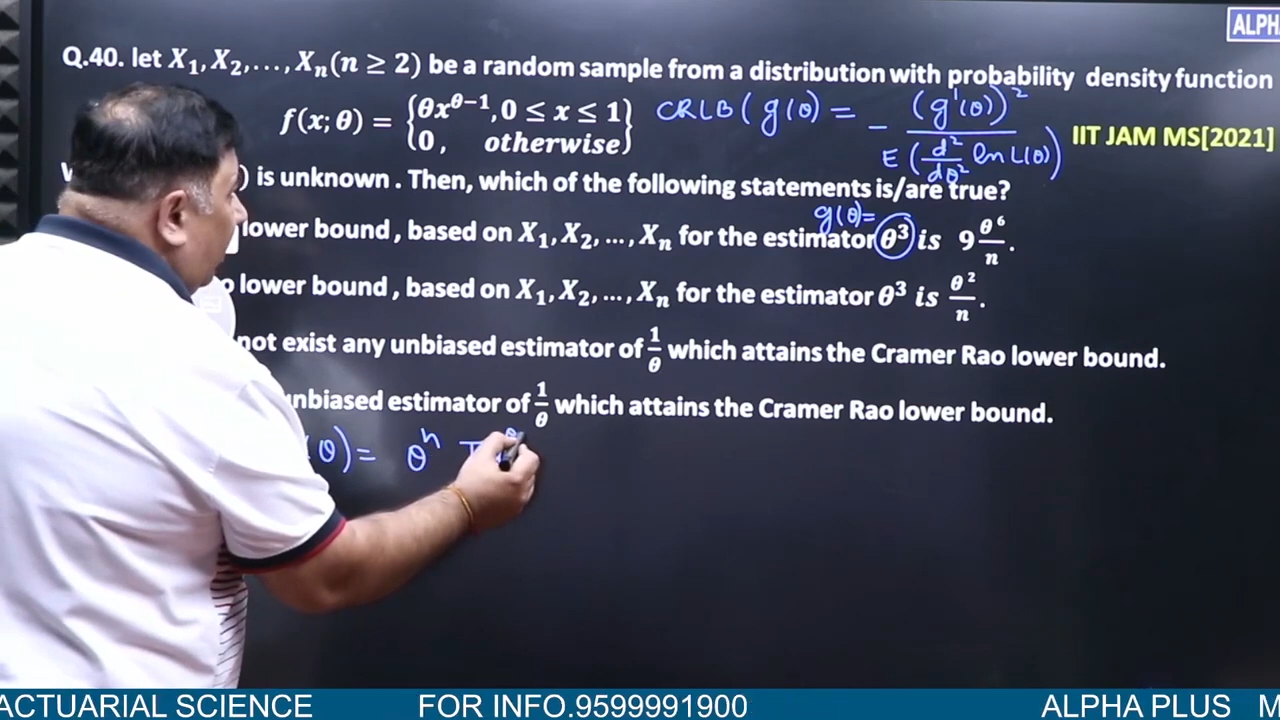 ALPH
Q.40. let X₁, X₂, …, Xₙ(n ≥ 2) be a random sample from a distribution with probability density function
f(x; θ) = {θx^{θ−1}, 0 ≤ x ≤ 1}
{0, otherwise}
CRLB(g(θ) = − (g'(θ))² / E(d²/dθ² ln L(θ))
IIT JAM MS[2021]
) is unknown. Then, which of the following statements is/are true?
g(θ)=
lower bound, based on X₁, X₂, …, Xₙ for the estimator θ³ is 9 θ⁶/n.
o lower bound, based on X₁, X₂, …, Xₙ for the estimator θ³ is θ²/n.
not exist any unbiased estimator of 1/θ which attains the Cramer Rao lower bound.
unbiased estimator of 1/θ which attains the Cramer Rao lower bound.
(θ) = θⁿ
ACTUARIAL SCIENCE FOR INFO.9599991900 ALPHA PLUS M